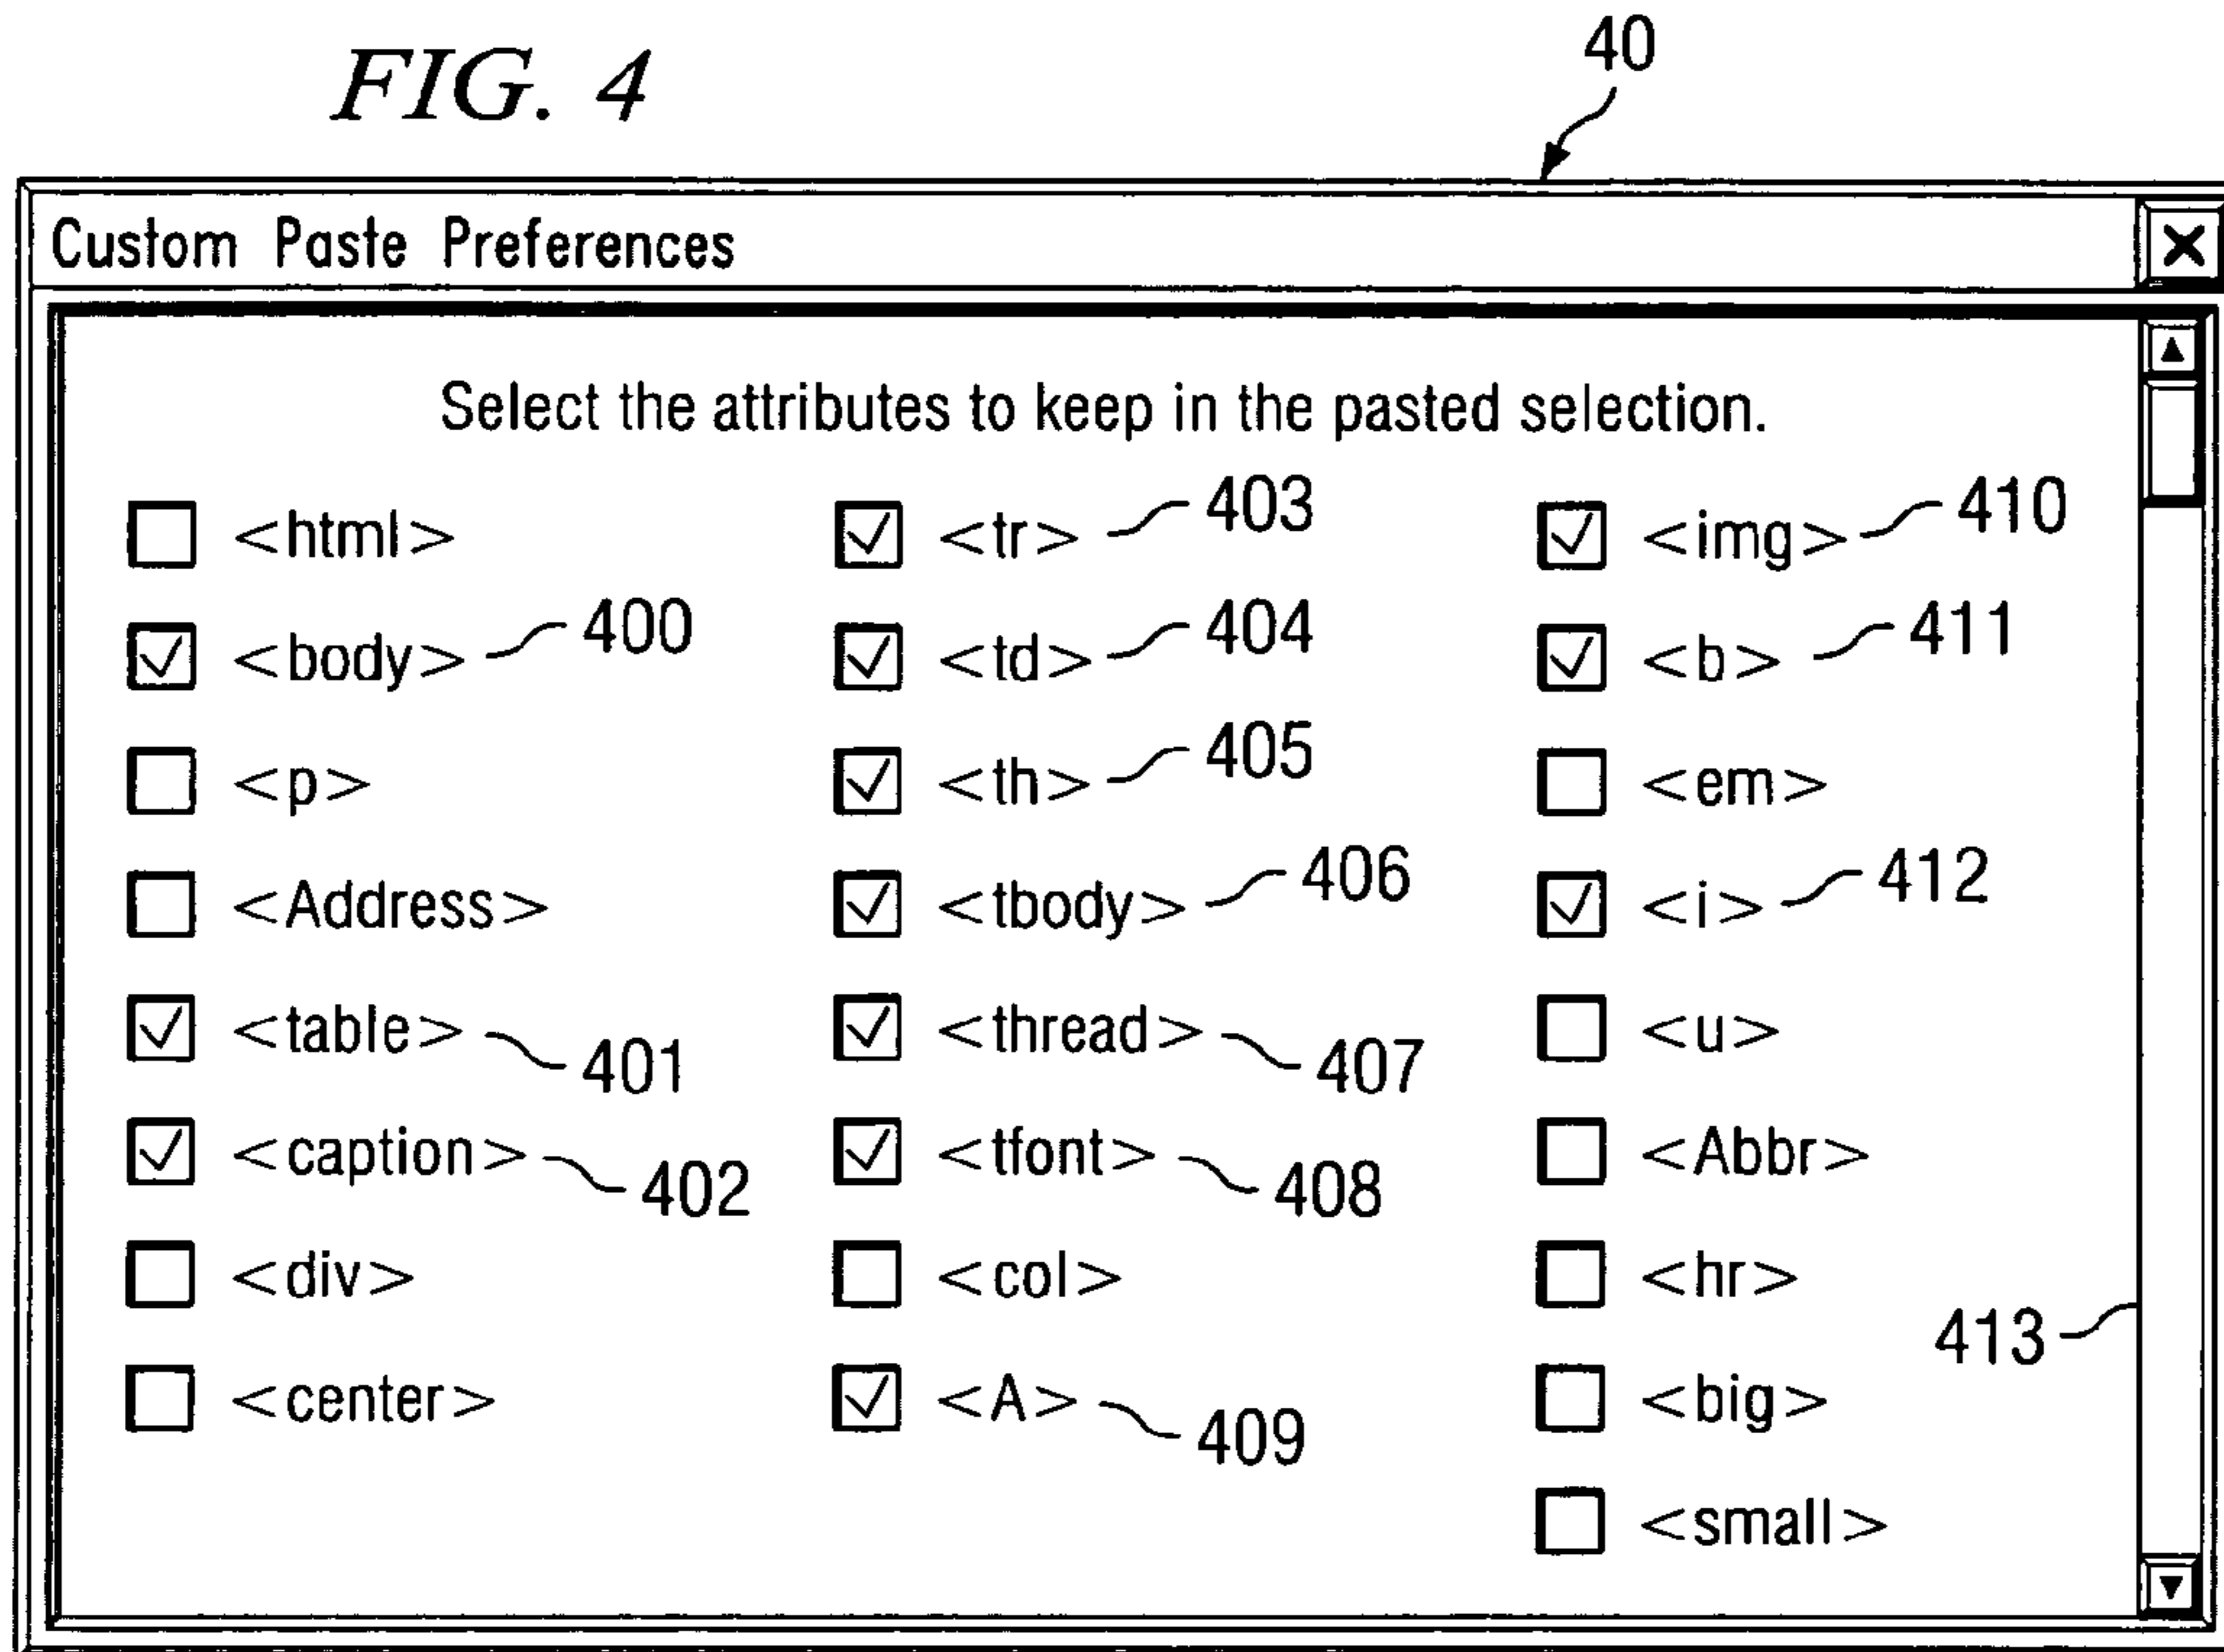 FIG. 4
40
Custom Paste Preferences
Select the attributes to keep in the pasted selection.
<html> <tr> 403 <img> 410
<body> 400 <td> 404 <b> 411
<p> <th> 405 <em>
<Address> <tbody> 406 <i> 412
<table> 401 <thread> 407 <u>
<caption> 402 <tfont> 408 <Abbr>
<div> <col> <hr> 413
<center> <A> 409 <big>
<small>